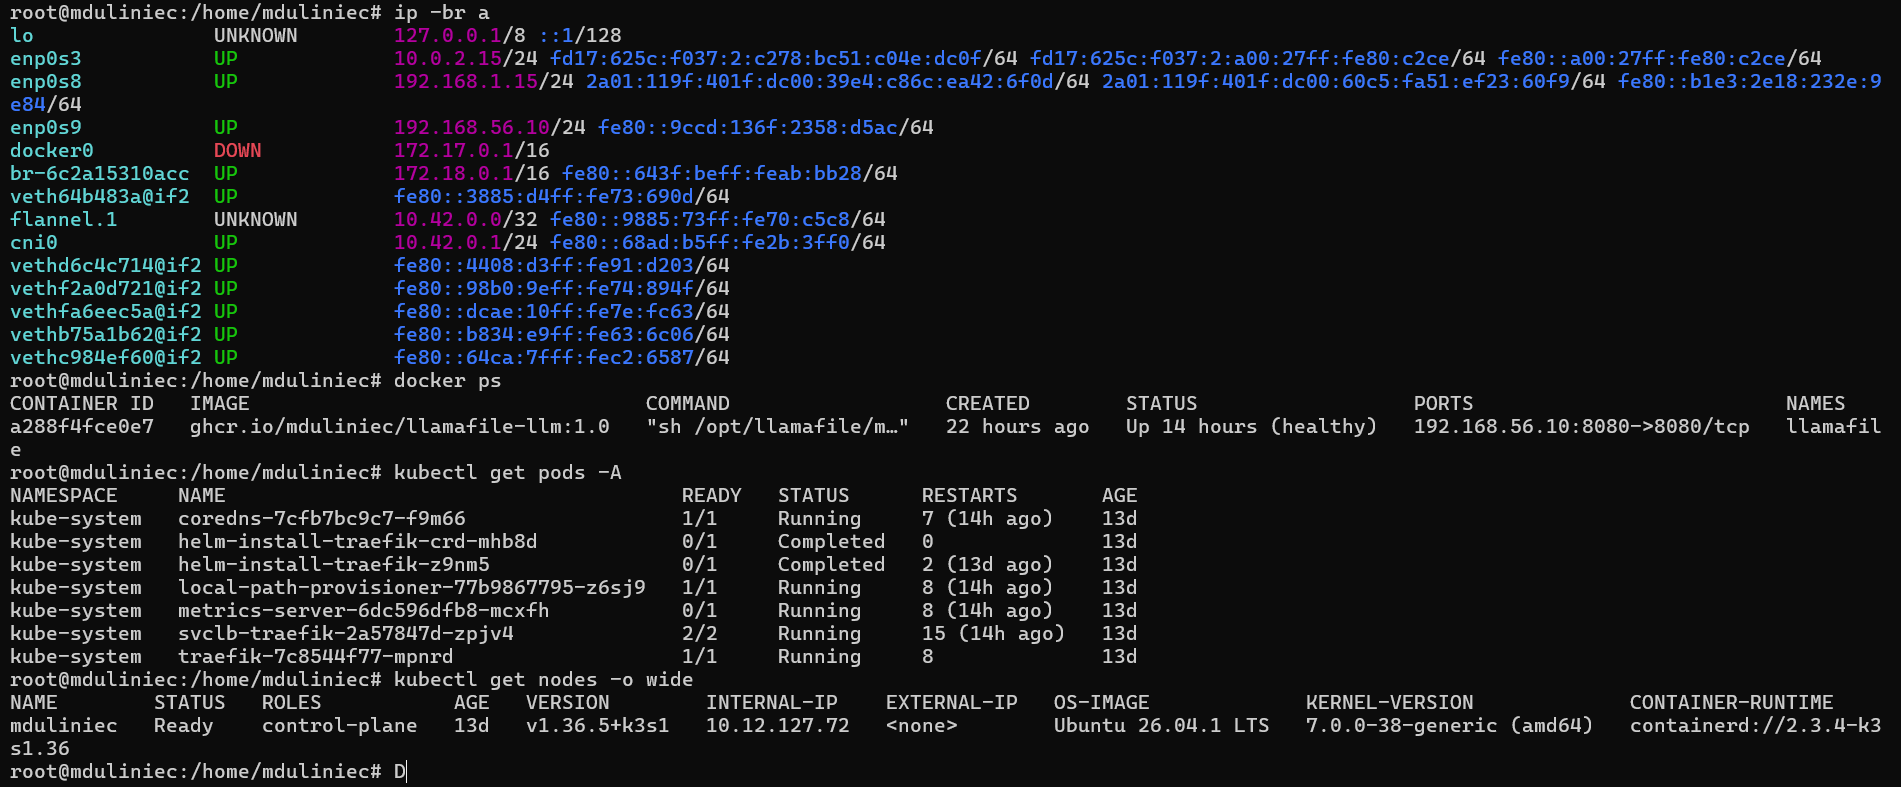 root@mduliniec:/home/mduliniec# ip -br a
lo               UNKNOWN        127.0.0.1/8 ::1/128
enp0s3           UP             10.0.2.15/24 fd17:625c:f037:2:c278:bc51:c04e:dc0f/64 fd17:625c:f037:2:a00:27ff:fe80:c2ce/64 fe80::a00:27ff:fe80:c2ce/64
enp0s8           UP             192.168.1.15/24 2a01:119f:401f:dc00:39e4:c86c:ea42:6f0d/64 2a01:119f:401f:dc00:60c5:fa51:ef23:60f9/64 fe80::b1e3:2e18:232e:9
e84/64
enp0s9           UP             192.168.56.10/24 fe80::9ccd:136f:2358:d5ac/64
docker0          DOWN           172.17.0.1/16
br-6c2a15310acc  UP             172.18.0.1/16 fe80::643f:beff:feab:bb28/64
veth64b483a@if2  UP             fe80::3885:d4ff:fe73:690d/64
flannel.1        UNKNOWN        10.42.0.0/32 fe80::9885:73ff:fe70:c5c8/64
cni0             UP             10.42.0.1/24 fe80::68ad:b5ff:fe2b:3ff0/64
vethd6c4c714@if2 UP             fe80::4408:d3ff:fe91:d203/64
vethf2a0d721@if2 UP             fe80::98b0:9eff:fe74:894f/64
vethfa6eec5a@if2 UP             fe80::dcae:10ff:fe7e:fc63/64
vethb75a1b62@if2 UP             fe80::b834:e9ff:fe63:6c06/64
vethc984ef60@if2 UP             fe80::64ca:7fff:fec2:6587/64
root@mduliniec:/home/mduliniec# docker ps
CONTAINER ID   IMAGE                                 COMMAND                  CREATED        STATUS                  PORTS                          NAMES
a288f4fce0e7   ghcr.io/mduliniec/llamafile-llm:1.0   "sh /opt/llamafile/m…"   22 hours ago   Up 14 hours (healthy)   192.168.56.10:8080->8080/tcp   llamafil
e
root@mduliniec:/home/mduliniec# kubectl get pods -A
NAMESPACE     NAME                                      READY   STATUS      RESTARTS       AGE
kube-system   coredns-7cfb7bc9c7-f9m66                  1/1     Running     7 (14h ago)    13d
kube-system   helm-install-traefik-crd-mhb8d            0/1     Completed   0              13d
kube-system   helm-install-traefik-z9nm5                0/1     Completed   2 (13d ago)    13d
kube-system   local-path-provisioner-77b9867795-z6sj9   1/1     Running     8 (14h ago)    13d
kube-system   metrics-server-6dc596dfb8-mcxfh           0/1     Running     8 (14h ago)    13d
kube-system   svclb-traefik-2a57847d-zpjv4              2/2     Running     15 (14h ago)   13d
kube-system   traefik-7c8544f77-mpnrd                   1/1     Running     8              13d
root@mduliniec:/home/mduliniec# kubectl get nodes -o wide
NAME        STATUS   ROLES           AGE   VERSION        INTERNAL-IP    EXTERNAL-IP   OS-IMAGE             KERNEL-VERSION             CONTAINER-RUNTIME
mduliniec   Ready    control-plane   13d   v1.36.5+k3s1   10.12.127.72   <none>        Ubuntu 26.04.1 LTS   7.0.0-38-generic (amd64)   containerd://2.3.4-k3
s1.36
root@mduliniec:/home/mduliniec# D